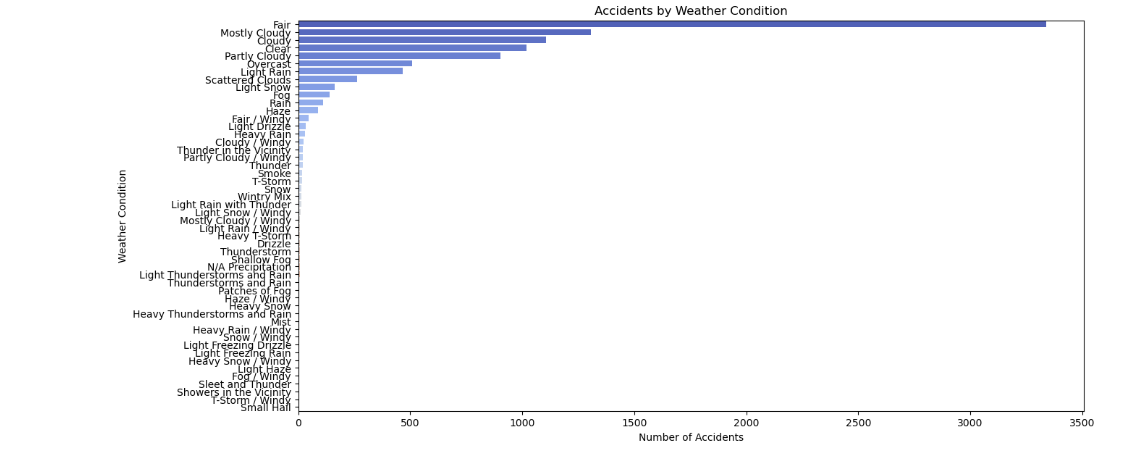 Accidents by Weather Condition
Fair
Mostly Cloudy
Cloudy
Clear
Partly Cloudy
Overcast
Light Rain
Scattered Clouds
Light Snow
Fog
Rain
Haze
Fair / Windy
Light Drizzle
Heavy Rain
Cloudy / Windy
Thunder in the Vicinity
Partly Cloudy / Windy
Thunder
Smoke
T-Storm
Snow
Wintry Mix
Light Rain with Thunder
Light Snow / Windy
Mostly Cloudy / Windy
Light Rain / Windy
Heavy T-Storm
Drizzle
Thunderstorm
Shallow Fog
N/A Precipitation
Light Thunderstorms and Rain
Thunderstorms and Rain
Patches of Fog
Haze / Windy
Heavy Snow
Heavy Thunderstorms and Rain
Mist
Heavy Rain / Windy
Snow / Windy
Light Freezing Drizzle
Light Freezing Rain
Heavy Snow / Windy
Light Haze
Fog / Windy
Sleet and Thunder
Showers in the Vicinity
T-Storm / Windy
Small Hail
Weather Condition
0 500 1000 1500 2000 2500 3000 3500
Number of Accidents